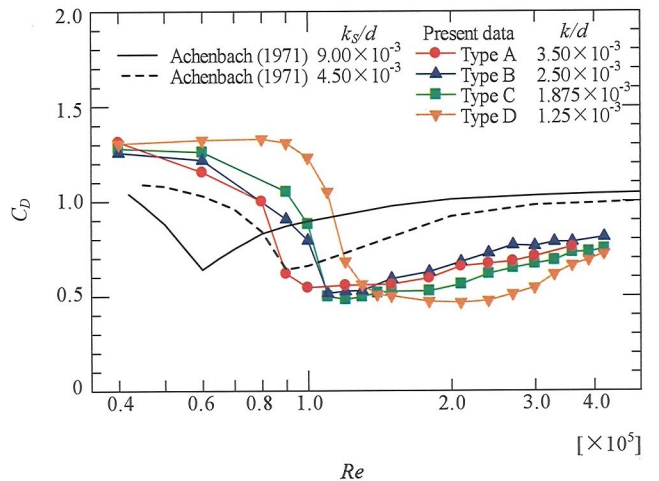 2.0
1.5
1.0
0.5
0
C_D
k_S/d Present data k/d
Achenbach (1971) 9.00×10⁻³ Type A 3.50×10⁻³
Achenbach (1971) 4.50×10⁻³ Type B 2.50×10⁻³
Type C 1.875×10⁻³
Type D 1.25×10⁻³
0.4 0.6 0.8 1.0 2.0 3.0 4.0
[×10⁵]
Re